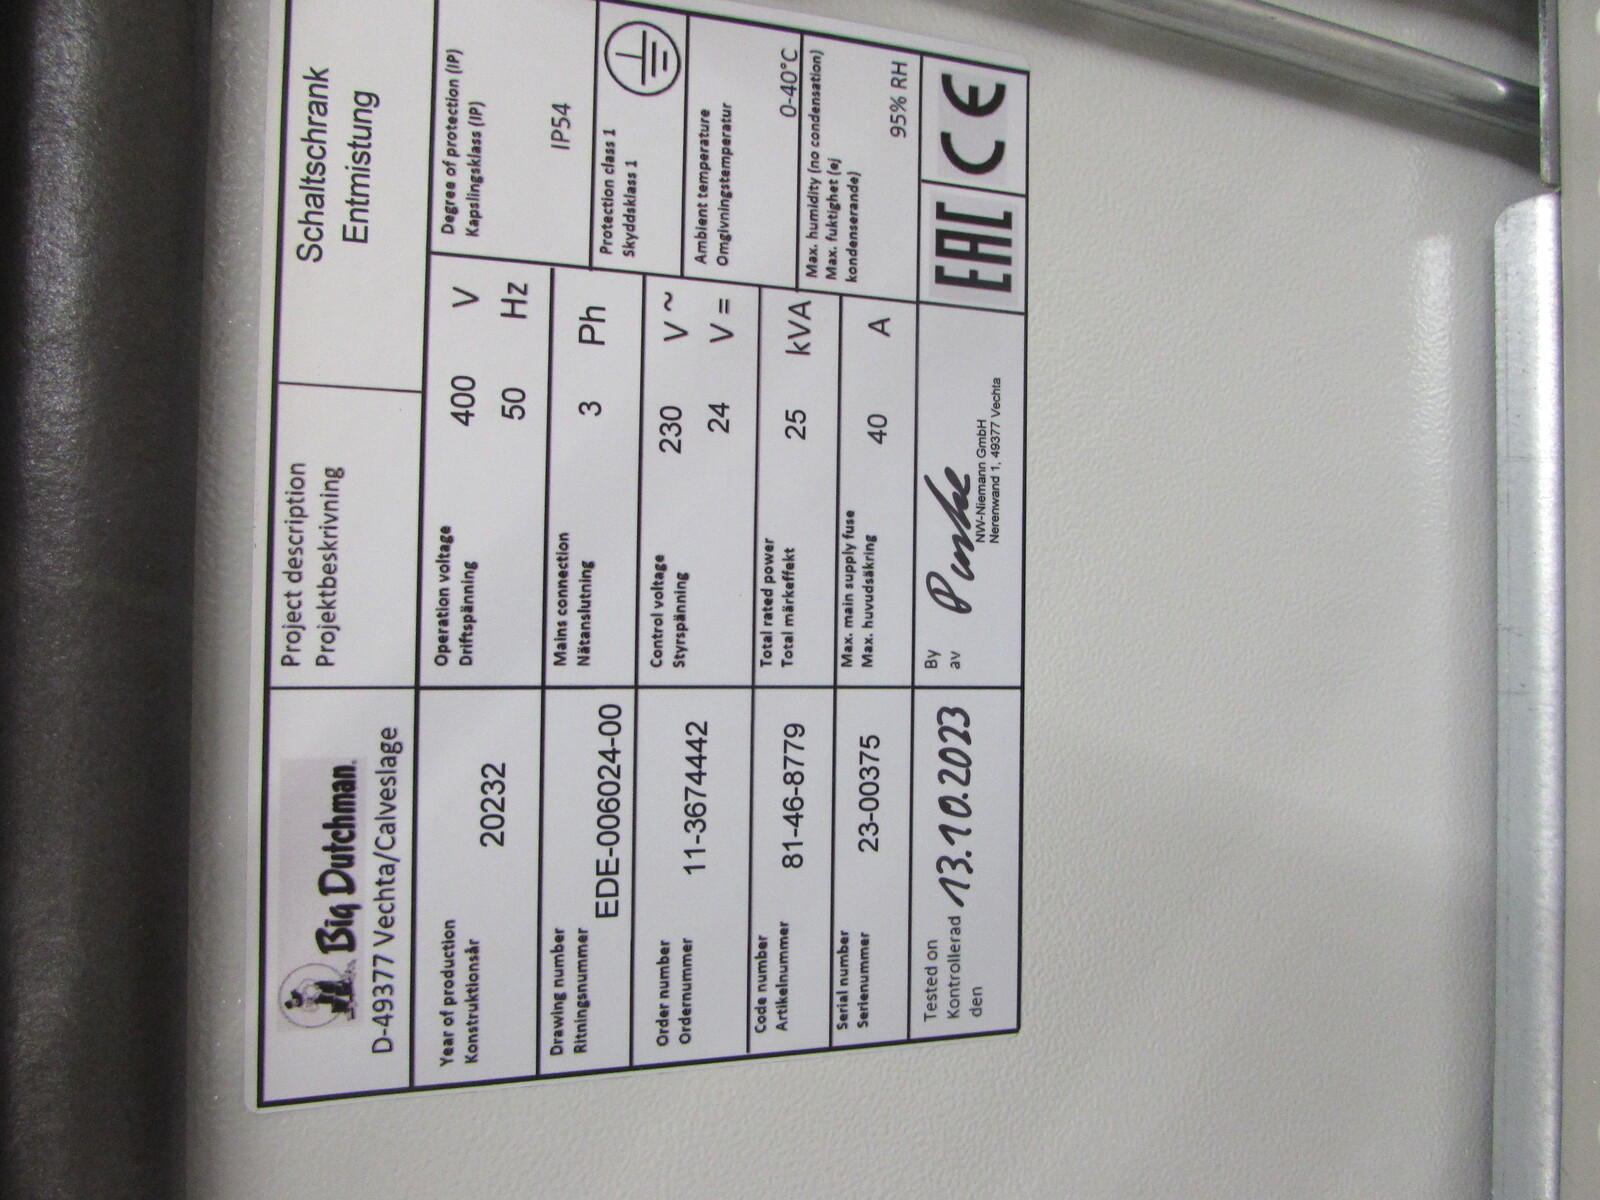 Big Dutchman
D-49377 Vechta/Calveslage
Project description
Projektbeskrivning
Schaltschrank
Entmistung
Year of production
Konstruktionsår
20232
Operation voltage
Driftspänning
400 V
50 Hz
Degree of protection (IP)
Kapslingsklass (IP)
IP54
Drawing number
Ritningsnummer
EDE-006024-00
Mains connection
Nätanslutning
3 Ph
Protection class 1
Skyddsklass 1
Order number
Ordernummer
11-3674442
Control voltage
Styrspänning
230 V ~
24 V =
Ambient temperature
Omgivningstemperatur
0-40°C
Code number
Artikelnummer
81-46-8779
Total rated power
Total märkeffekt
25 kVA
Max. humidity (no condensation)
Max. fuktighet (ej
kondenserande)
95% RH
Serial number
Serienummer
23-00375
Max. main supply fuse
Max. huvudsäkring
40 A
Tested on
Kontrollerad
den
13.10.2023
By
av
NW-Niemann GmbH
Nerenwand 1, 49377 Vechta
EAC
CE